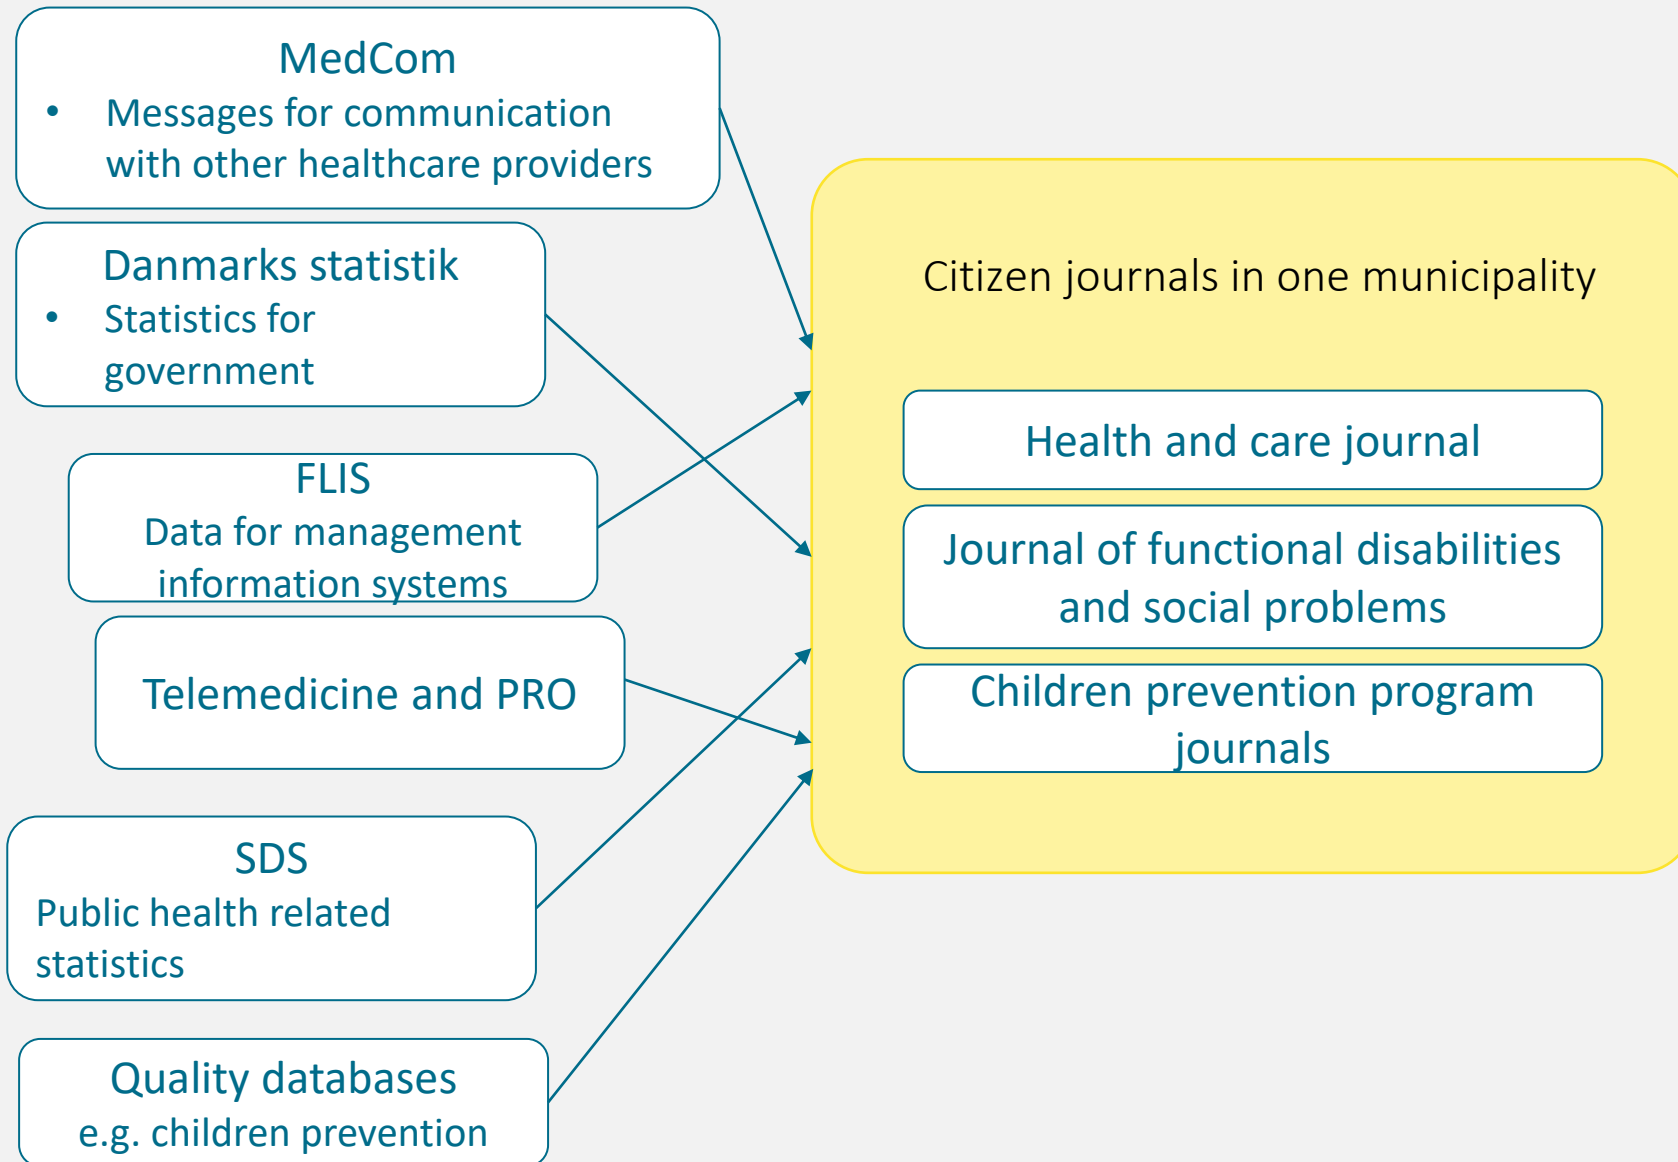 MedCom
• Messages for communication
with other healthcare providers
Danmarks statistik
• Statistics for
government
FLIS
Data for management
information systems
Telemedicine and PRO
SDS
Public health related
statistics
Quality databases
e.g. children prevention
Citizen journals in one municipality
Health and care journal
Journal of functional disabilities
and social problems
Children prevention program
journals